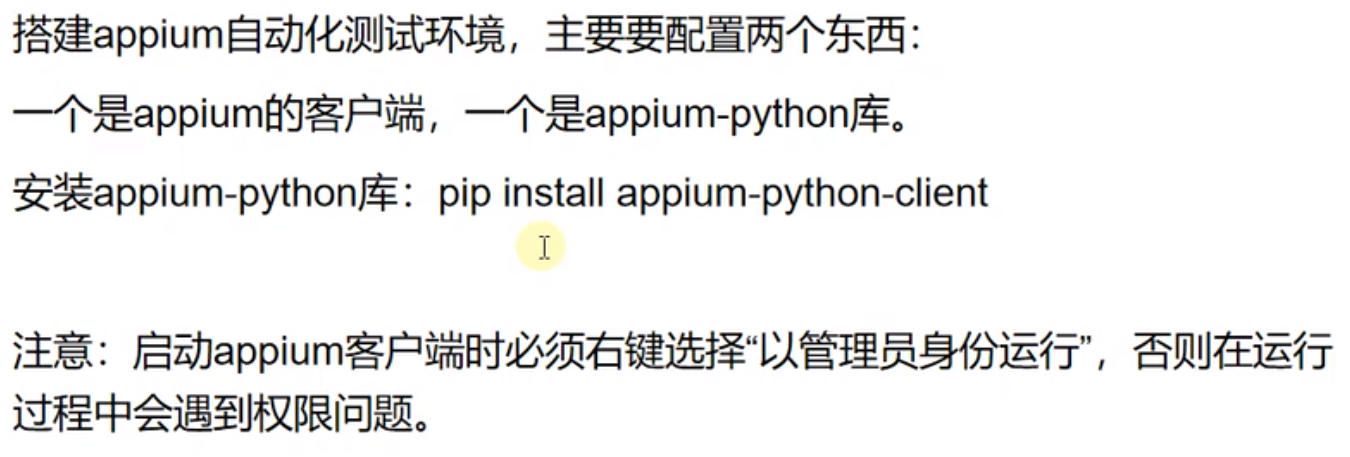 搭建appium自动化测试环境，主要要配置两个东西：
一个是appium的客户端，一个是appium-python库。
安装appium-python库：pip install appium-python-client
注意：启动appium客户端时必须右键选择“以管理员身份运行”，否则在运行
过程中会遇到权限问题。